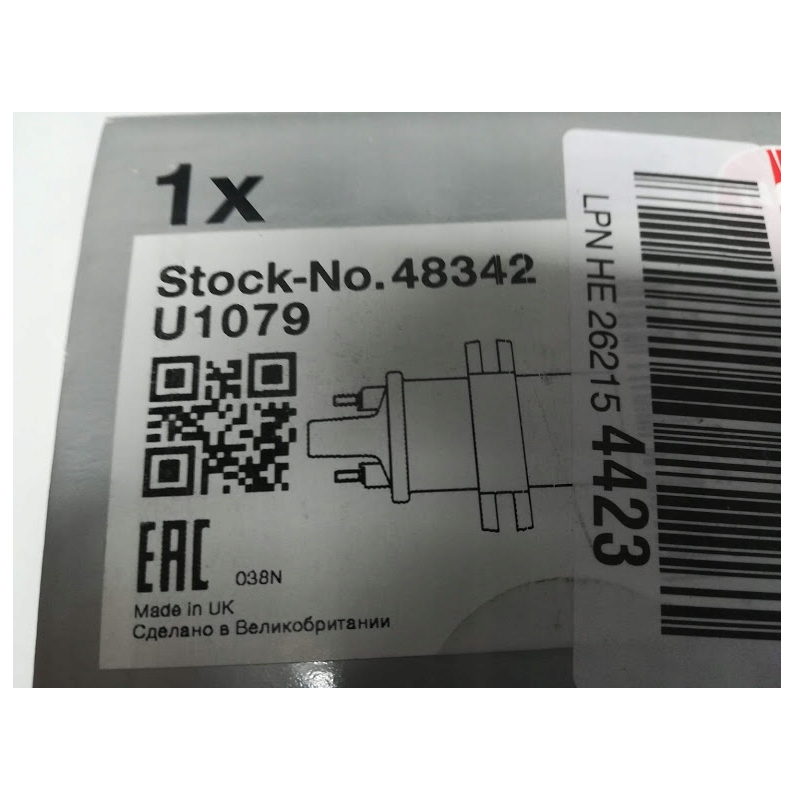 1x
Stock-No. 48342
U1079
EAC
038N
Made in UK
Сделано в Великобритании
LPN HE 26215 4423